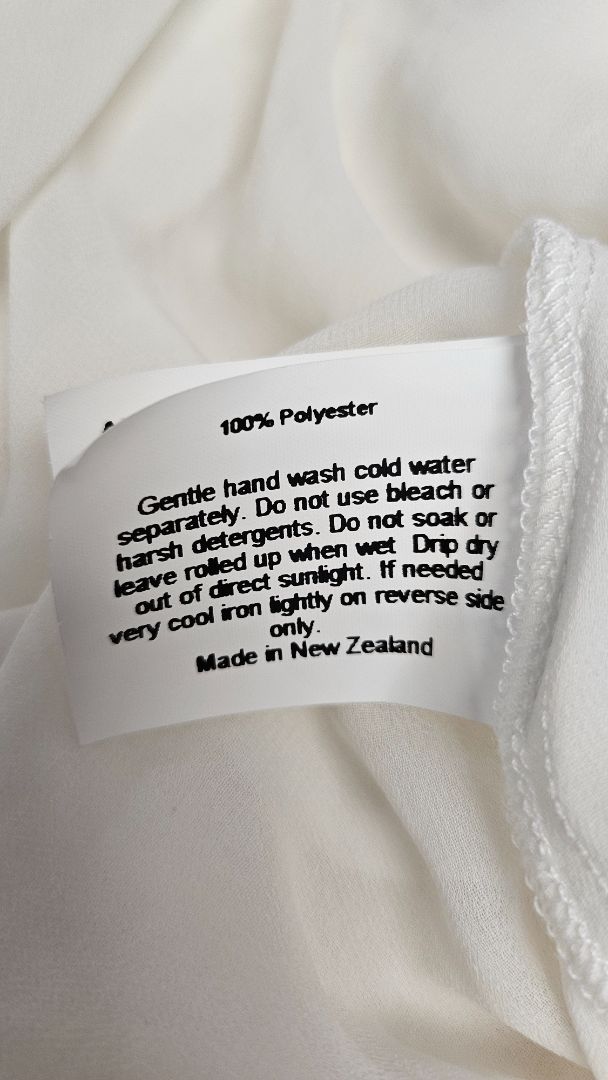 100% Polyester
Gentle hand wash cold water
separately. Do not use bleach or
harsh detergents. Do not soak or
leave rolled up when wet  Drip dry
out of direct sunlight. If needed
very cool iron lightly on reverse side
only.
Made in New Zealand